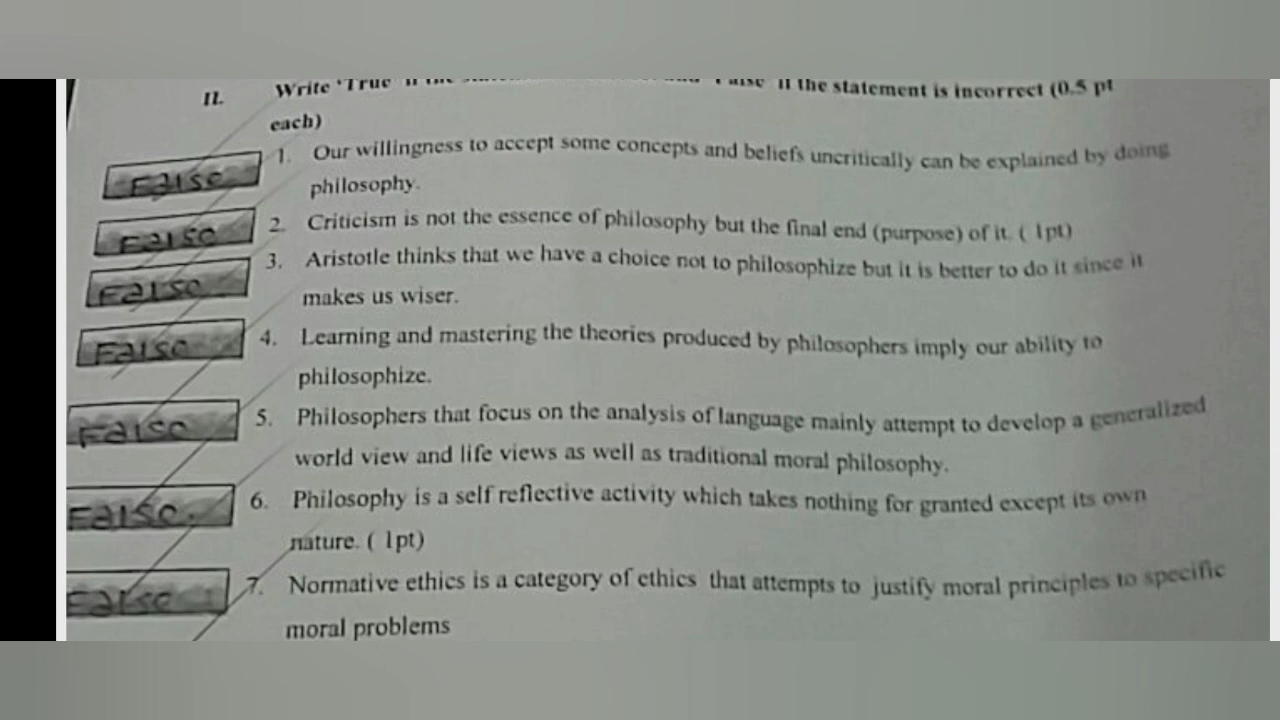 II. Write 'True' if the if the statement is incorrect (0.5 pt
each)
False 1. Our willingness to accept some concepts and beliefs uncritically can be explained by doing
philosophy.
False 2. Criticism is not the essence of philosophy but the final end (purpose) of it. ( 1pt)
False 3. Aristotle thinks that we have a choice not to philosophize but it is better to do it since it
makes us wiser.
False 4. Learning and mastering the theories produced by philosophers imply our ability to
philosophize.
False 5. Philosophers that focus on the analysis of language mainly attempt to develop a generalized
world view and life views as well as traditional moral philosophy.
False. 6. Philosophy is a self reflective activity which takes nothing for granted except its own
nature. ( 1pt)
False 7. Normative ethics is a category of ethics that attempts to justify moral principles to specific
moral problems